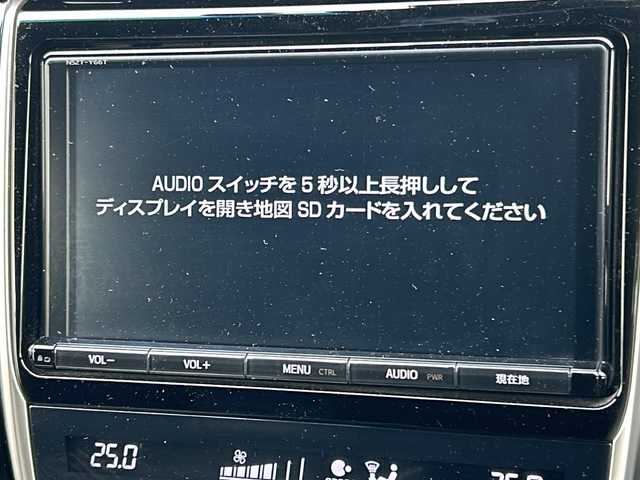 NSZT-Y66T
AUDIO スイッチを 5 秒以上長押しして
ディスプレイを開き地図 SD カードを入れてください
VOL−
VOL+
MENU CTRL
AUDIO PWR
現在地
25.0